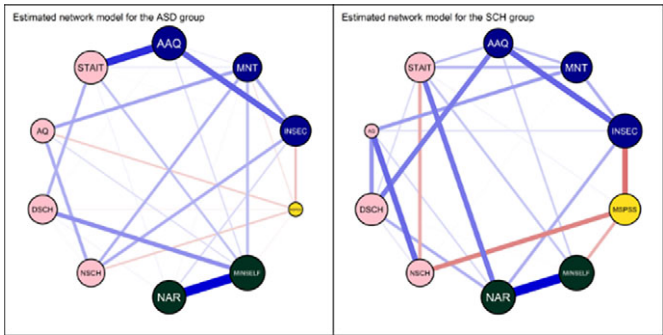 Estimated network model for the ASD group
AAQ
STAIT
MNT
AQ
INSEC
DSCH
NSCH
MINSELF
NAR
Estimated network model for the SCH group
AAQ
STAIT
MNT
AQ
INSEC
DSCH
MSPSS
NSCH
MINSELF
NAR